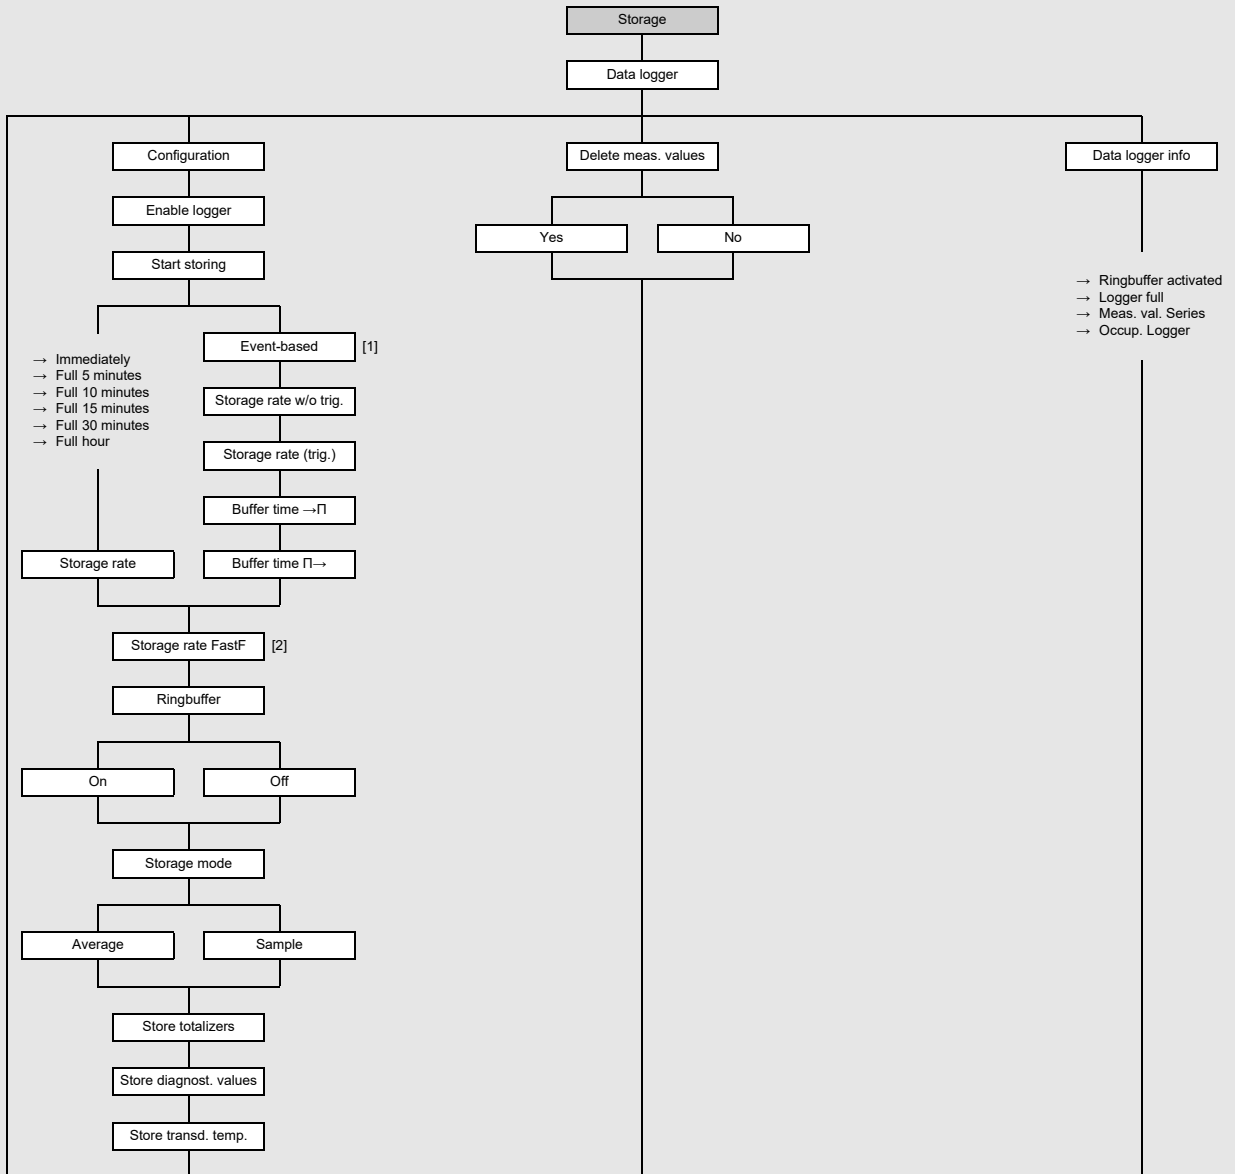 Storage
Data logger
Configuration
Delete meas. values
Data logger info
Enable logger
Yes
No
Start storing
→ Ringbuffer activated
→ Logger full
→ Meas. val. Series
→ Occup. Logger
Event-based [1]
→ Immediately
→ Full 5 minutes
→ Full 10 minutes
→ Full 15 minutes
→ Full 30 minutes
→ Full hour
Storage rate w/o trig.
Storage rate (trig.)
Buffer time →Π
Storage rate
Buffer time Π→
Storage rate FastF [2]
Ringbuffer
On
Off
Storage mode
Average
Sample
Store totalizers
Store diagnost. values
Store transd. temp.